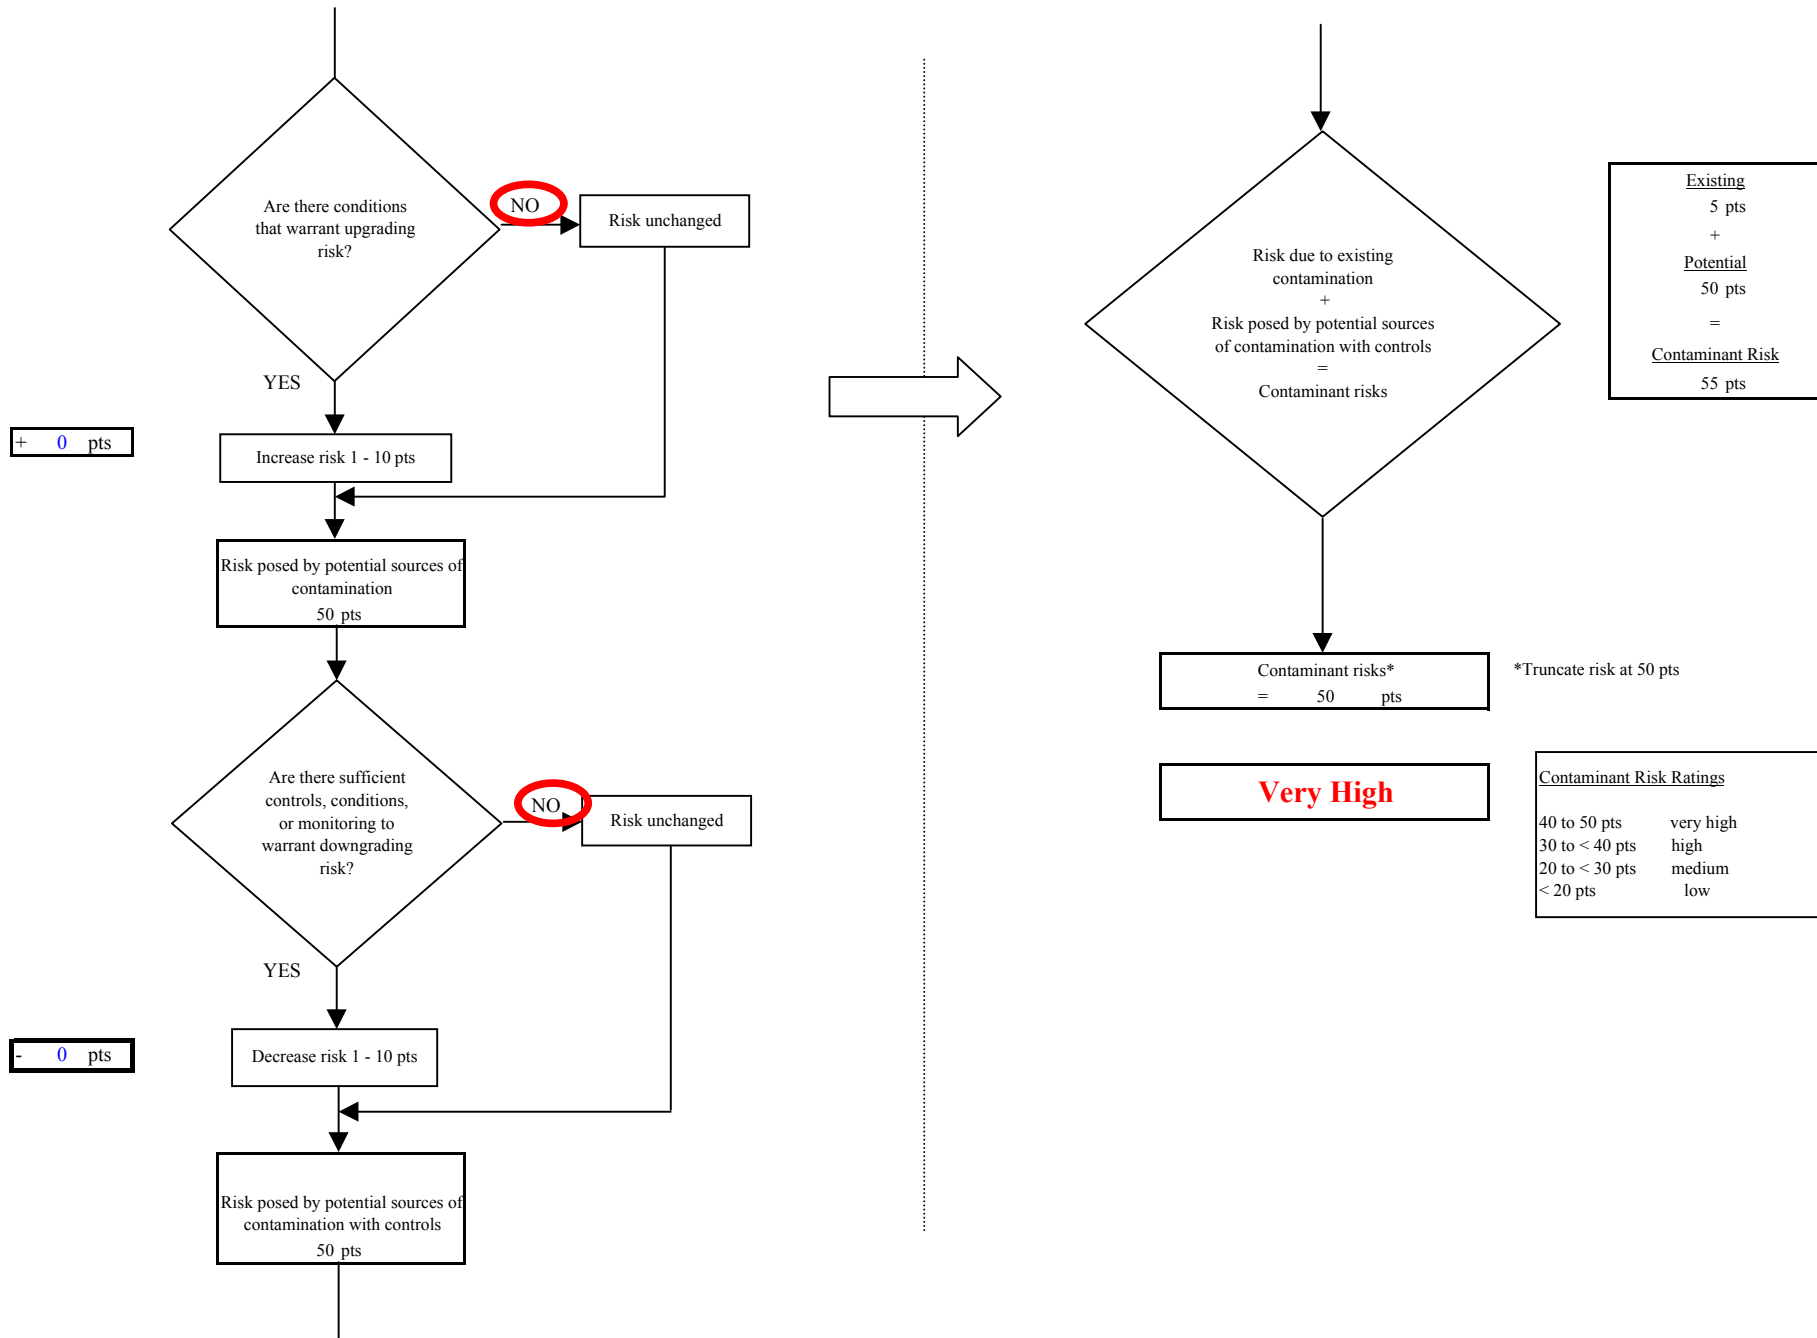 Are there conditions
that warrant upgrading
risk?
NO
Risk unchanged
YES
+ 0 pts
Increase risk 1 - 10 pts
Risk posed by potential sources of
contamination
50 pts
Are there sufficient
controls, conditions,
or monitoring to
warrant downgrading
risk?
NO
Risk unchanged
YES
- 0 pts
Decrease risk 1 - 10 pts
Risk posed by potential sources of
contamination with controls
50 pts
Risk due to existing
contamination
+
Risk posed by potential sources
of contamination with controls
=
Contaminant risks
Existing
5 pts
+
Potential
50 pts
=
Contaminant Risk
55 pts
Contaminant risks*
= 50 pts
*Truncate risk at 50 pts
Very High
Contaminant Risk Ratings
40 to 50 pts very high
30 to < 40 pts high
20 to < 30 pts medium
< 20 pts low